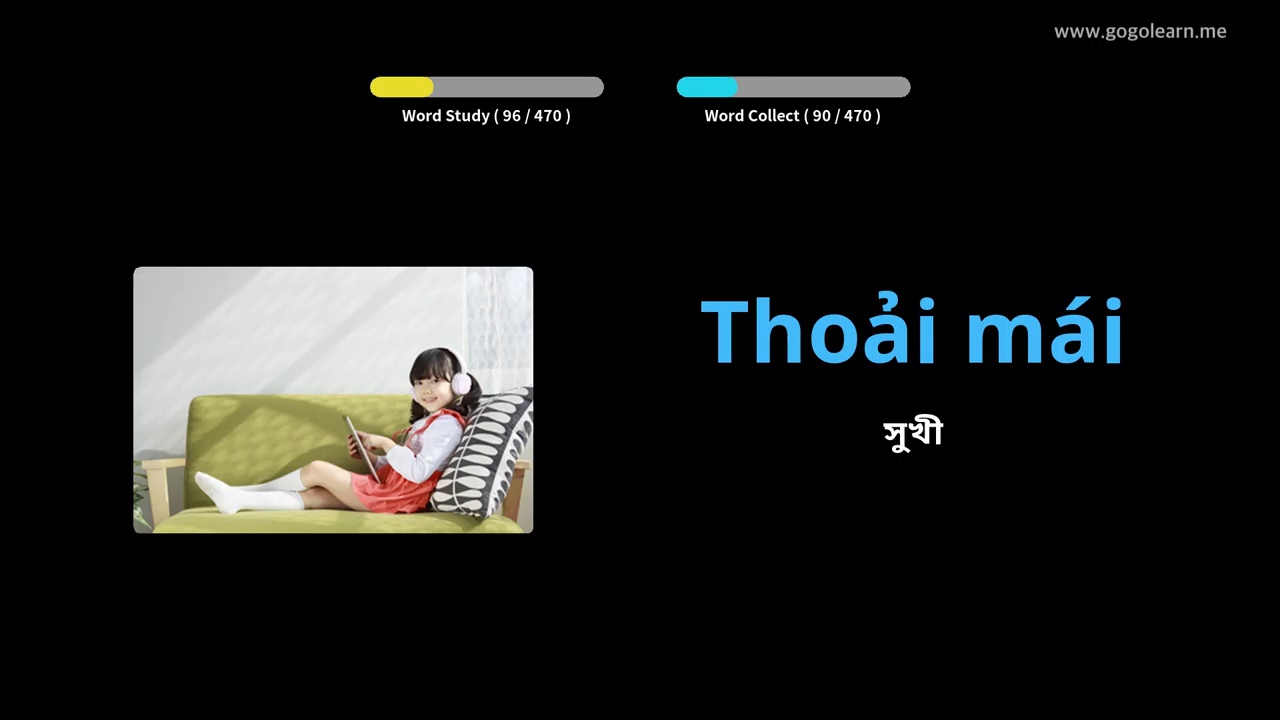 www.gogolearn.me
Word Study ( 96 / 470 )
Word Collect ( 90 / 470 )
Thoải mái
সুখী